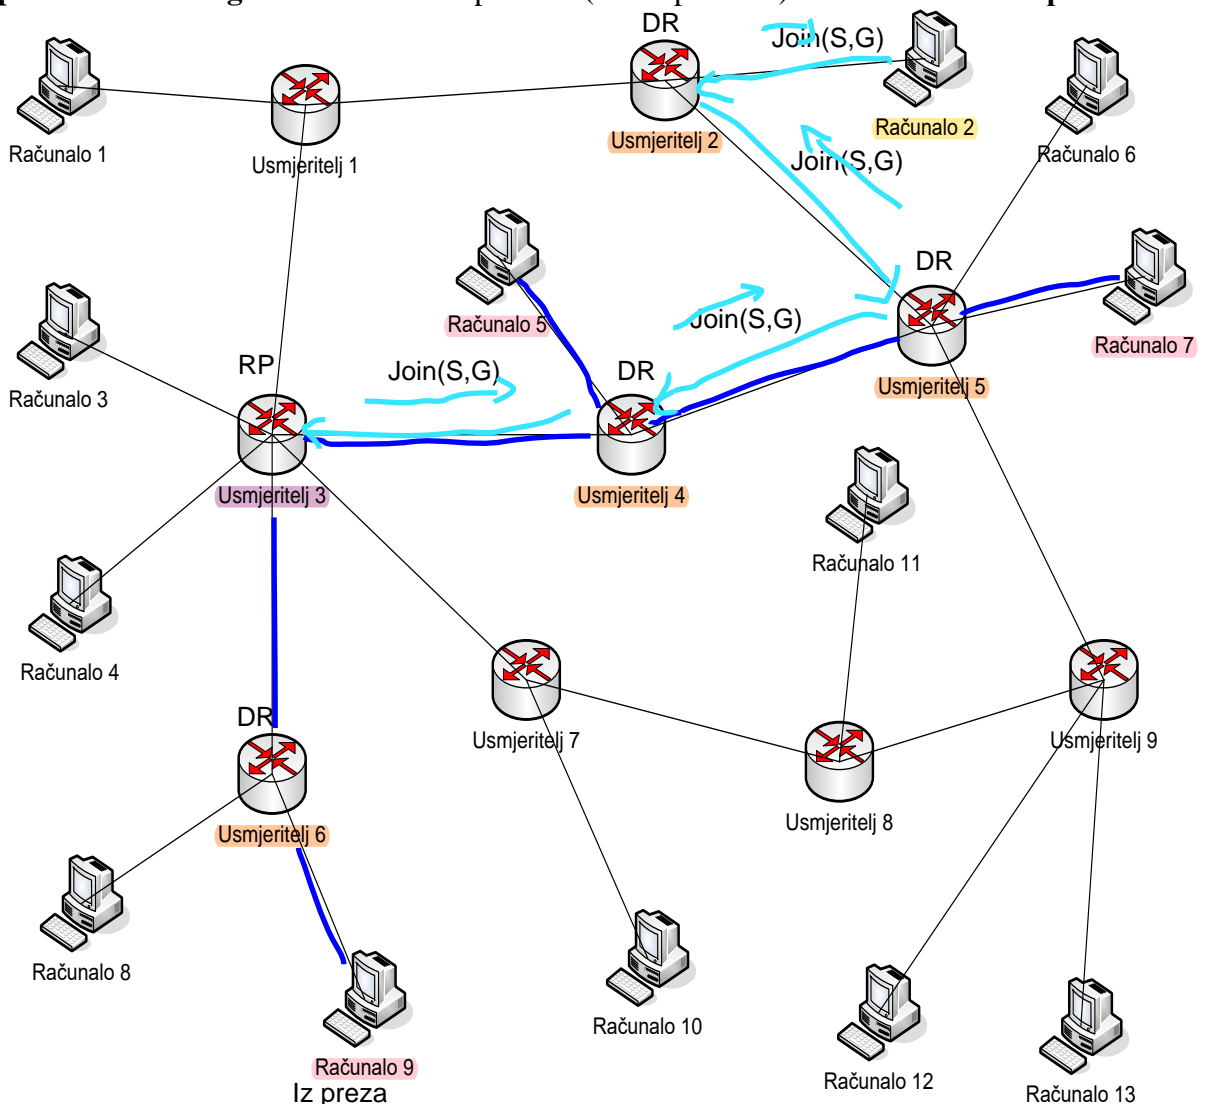 DR
Join(S,G)
Računalo 1
Usmjeritelj 1
Usmjeritelj 2
Računalo 2
Računalo 6
Join(S,G)
DR
Računalo 5
Join(S,G)
Računalo 7
RP
Join(S,G)
DR
Usmjeritelj 5
Računalo 3
Usmjeritelj 3
Usmjeritelj 4
Računalo 11
Računalo 4
DR
Usmjeritelj 7
Usmjeritelj 9
Usmjeritelj 6
Usmjeritelj 8
Računalo 8
Računalo 10
Računalo 9
Računalo 12
Iz preza
Računalo 13